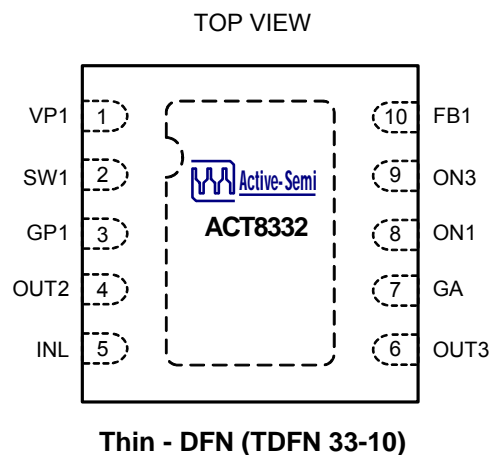 TOP VIEW
VP1 1 10 FB1
SW1 2 9 ON3
Active-Semi
GP1 3 ACT8332 8 ON1
OUT2 4 7 GA
INL 5 6 OUT3
Thin - DFN (TDFN 33-10)